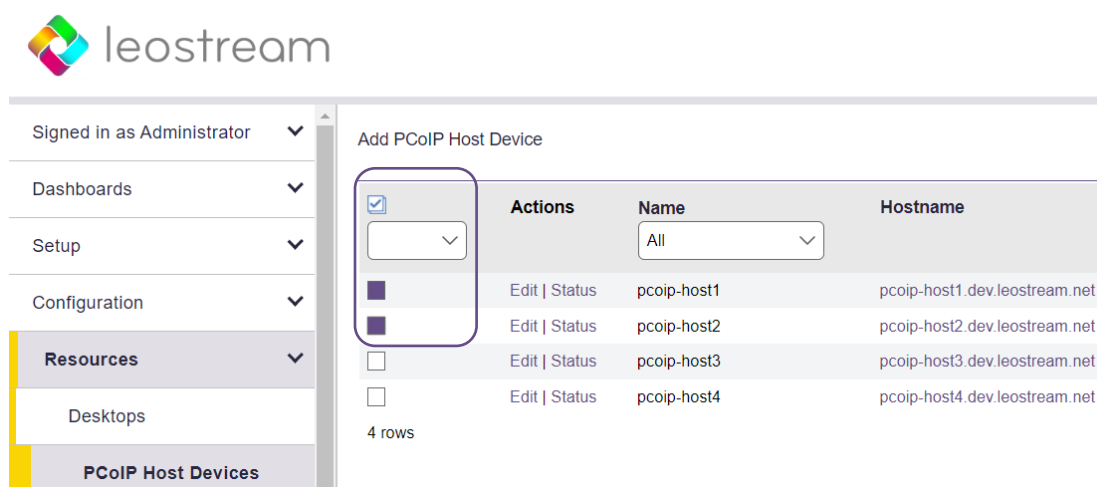 leostream
Signed in as Administrator
Dashboards
Setup
Configuration
Resources
Desktops
PCoIP Host Devices
Add PCoIP Host Device
Actions Name Hostname
All
Edit | Status pcoip-host1 pcoip-host1.dev.leostream.net
Edit | Status pcoip-host2 pcoip-host2.dev.leostream.net
Edit | Status pcoip-host3 pcoip-host3.dev.leostream.net
Edit | Status pcoip-host4 pcoip-host4.dev.leostream.net
4 rows